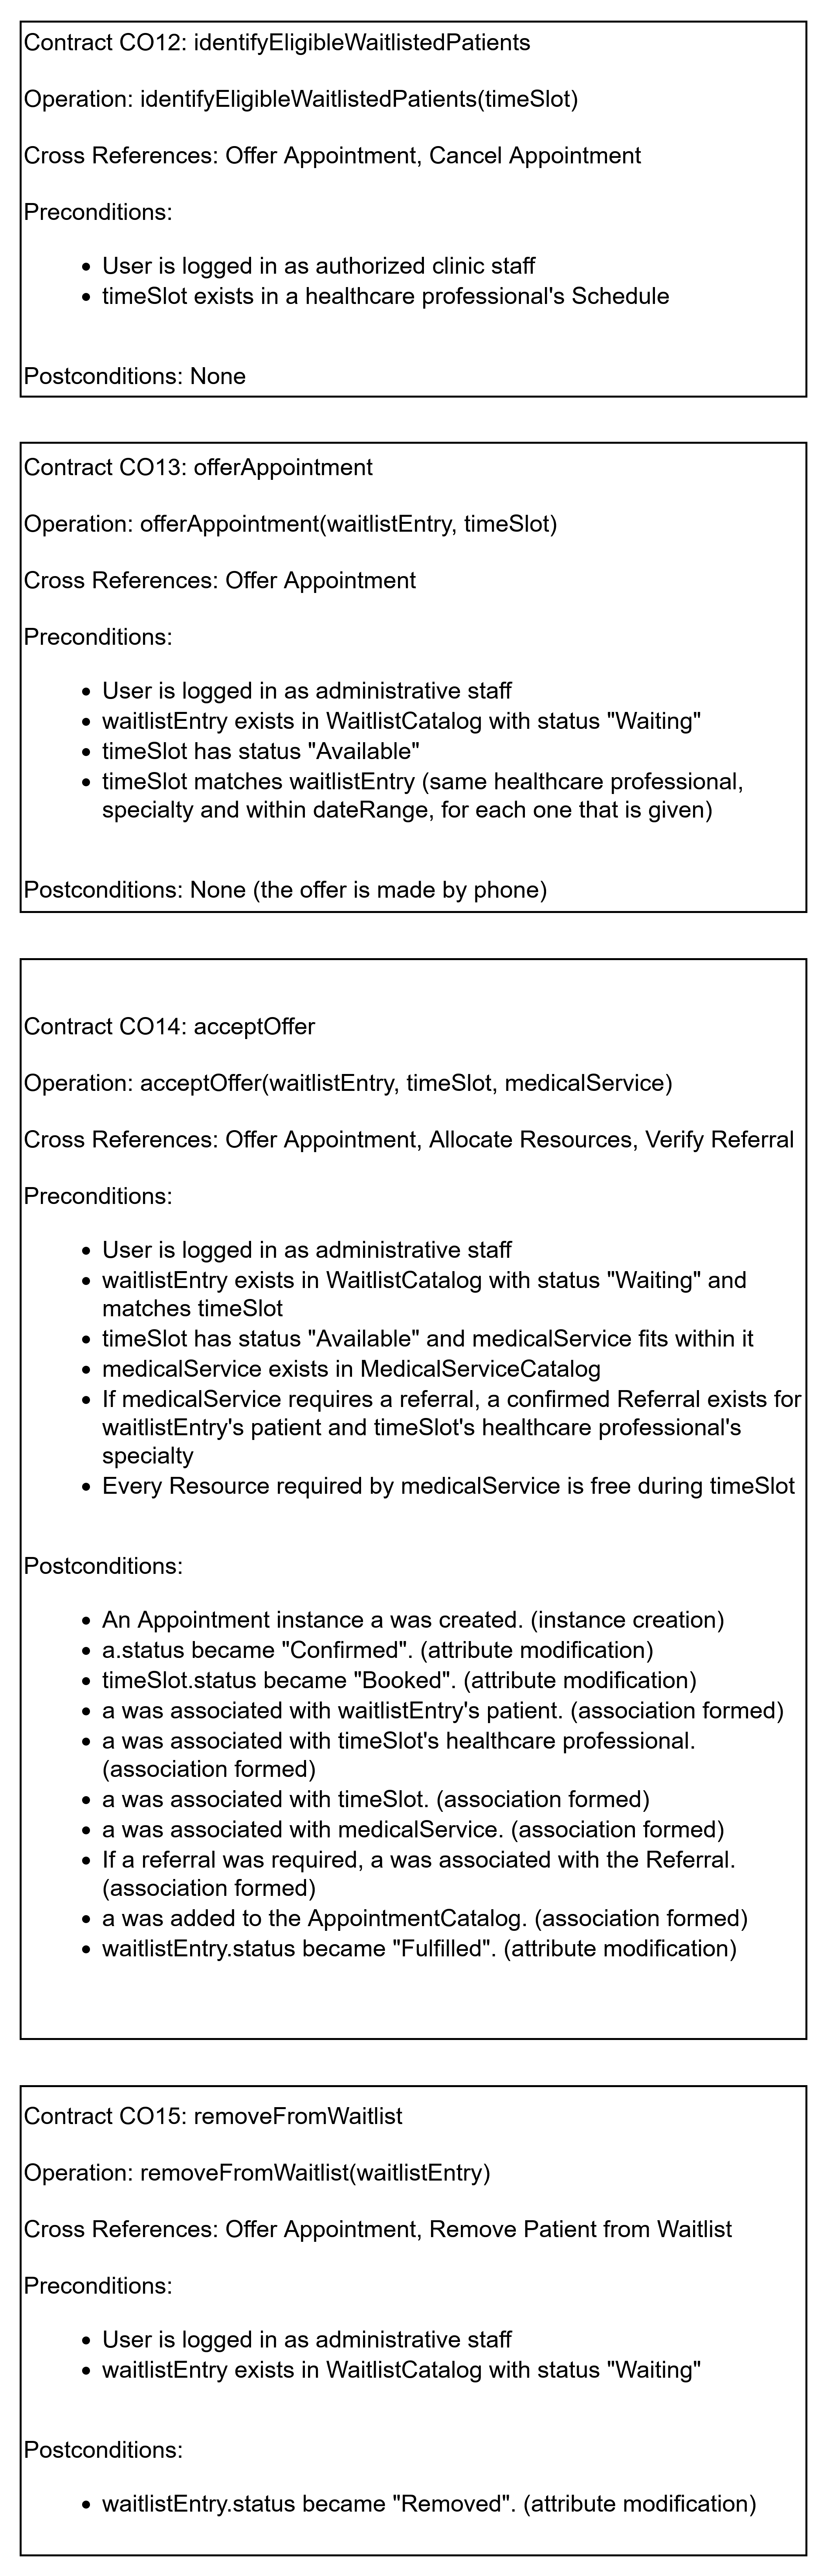 Contract CO12: identifyEligibleWaitlistedPatients
Operation: identifyEligibleWaitlistedPatients(timeSlot)
Cross References: Offer Appointment, Cancel Appointment
Preconditions:
• User is logged in as authorized clinic staff
• timeSlot exists in a healthcare professional's Schedule
Postconditions: None
Contract CO13: offerAppointment
Operation: offerAppointment(waitlistEntry, timeSlot)
Cross References: Offer Appointment
Preconditions:
• User is logged in as administrative staff
• waitlistEntry exists in WaitlistCatalog with status "Waiting"
• timeSlot has status "Available"
• timeSlot matches waitlistEntry (same healthcare professional,
specialty and within dateRange, for each one that is given)
Postconditions: None (the offer is made by phone)
Contract CO14: acceptOffer
Operation: acceptOffer(waitlistEntry, timeSlot, medicalService)
Cross References: Offer Appointment, Allocate Resources, Verify Referral
Preconditions:
• User is logged in as administrative staff
• waitlistEntry exists in WaitlistCatalog with status "Waiting" and
matches timeSlot
• timeSlot has status "Available" and medicalService fits within it
• medicalService exists in MedicalServiceCatalog
• If medicalService requires a referral, a confirmed Referral exists for
waitlistEntry's patient and timeSlot's healthcare professional's
specialty
• Every Resource required by medicalService is free during timeSlot
Postconditions:
• An Appointment instance a was created. (instance creation)
• a.status became "Confirmed". (attribute modification)
• timeSlot.status became "Booked". (attribute modification)
• a was associated with waitlistEntry's patient. (association formed)
• a was associated with timeSlot's healthcare professional.
(association formed)
• a was associated with timeSlot. (association formed)
• a was associated with medicalService. (association formed)
• If a referral was required, a was associated with the Referral.
(association formed)
• a was added to the AppointmentCatalog. (association formed)
• waitlistEntry.status became "Fulfilled". (attribute modification)
Contract CO15: removeFromWaitlist
Operation: removeFromWaitlist(waitlistEntry)
Cross References: Offer Appointment, Remove Patient from Waitlist
Preconditions:
• User is logged in as administrative staff
• waitlistEntry exists in WaitlistCatalog with status "Waiting"
Postconditions:
• waitlistEntry.status became "Removed". (attribute modification)